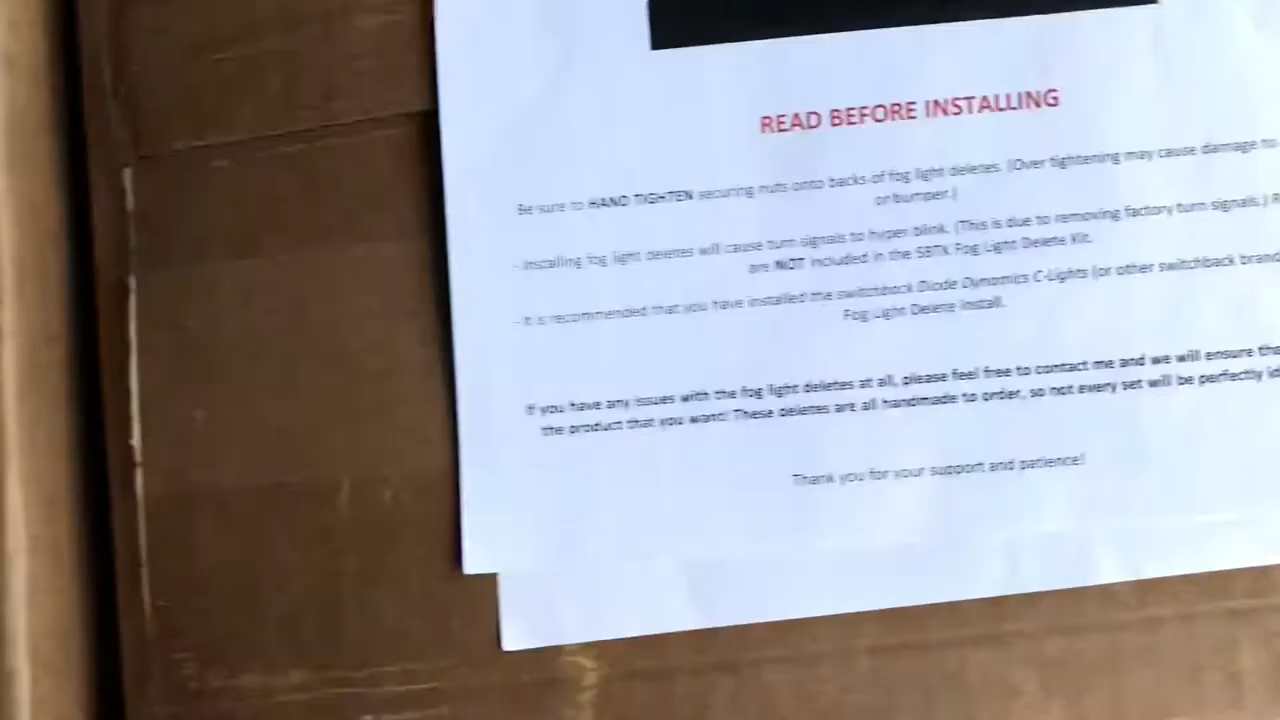 READ BEFORE INSTALLING
Be sure to HAND TIGHTEN securing nuts onto backs of fog light deletes. (Over tightening may cause damage to
or bumper.)
- Installing fog light deletes will cause turn signals to hyper blink. (This is due to removing factory turn signals.)
are NOT included in the SBTK Fog Light Delete Kit.
- It is recommended that you have installed the switchback Diode Dynamics C-Lights (or other switchback brand
Fog Light Delete install.
If you have any issues with the fog light deletes at all, please feel free to contact me and we will ensure
the product that you want! These deletes are all handmade to order, so not every set will be perfectly
Thank you for your support and patience!